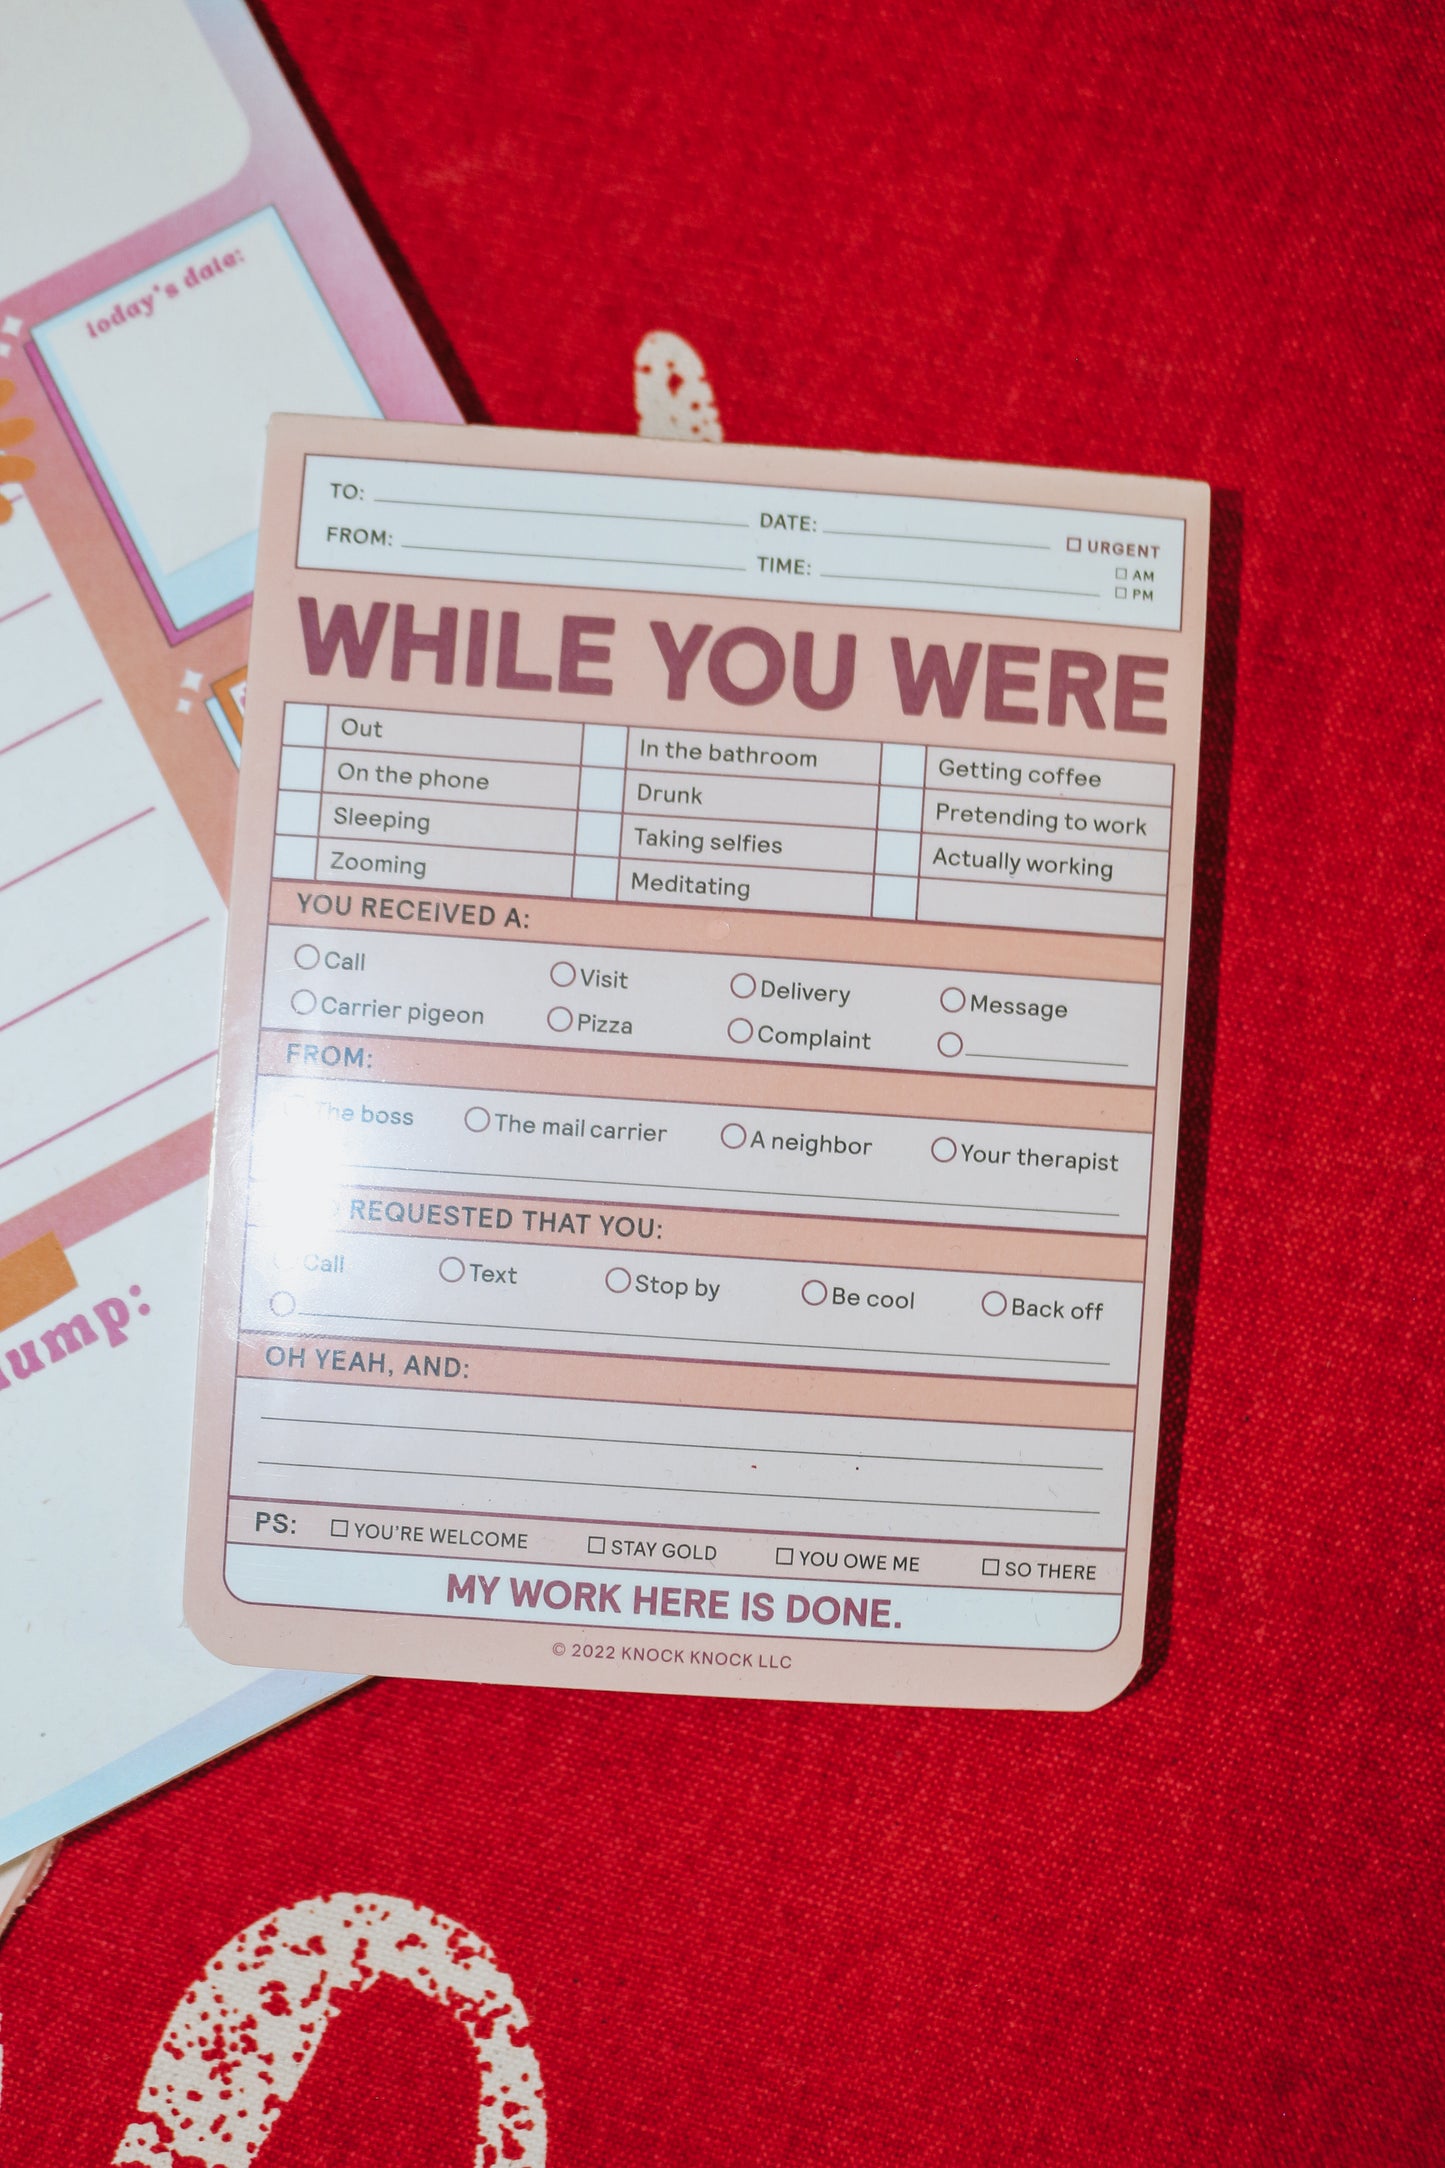 today's date:
TO: DATE: URGENT
FROM: TIME: AM
PM
WHILE YOU WERE
Out In the bathroom Getting coffee
On the phone Drunk Pretending to work
Sleeping Taking selfies Actually working
Zooming Meditating
YOU RECEIVED A:
Call Visit Delivery Message
Carrier pigeon Pizza Complaint
FROM:
The boss The mail carrier A neighbor Your therapist
REQUESTED THAT YOU:
Call Text Stop by Be cool Back off
OH YEAH, AND:
PS: YOU'RE WELCOME STAY GOLD YOU OWE ME SO THERE
MY WORK HERE IS DONE.
© 2022 KNOCK KNOCK LLC